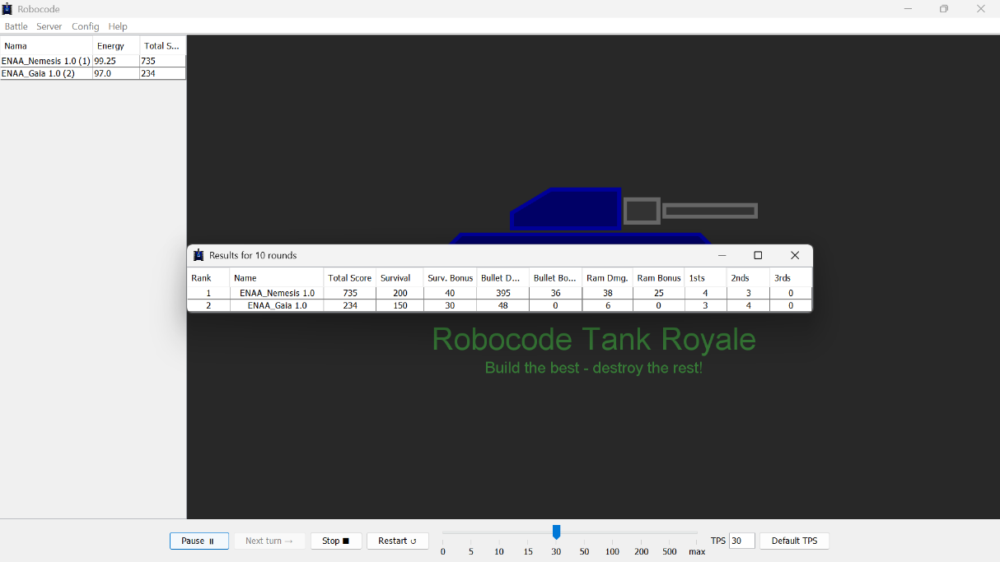 Robocode
Battle Server Config Help
Nama Energy Total S...
ENAA_Nemesis 1.0 (1) 99.25 735
ENAA_Gaia 1.0 (2) 97.0 234
Results for 10 rounds
Rank Name Total Score Survival Surv. Bonus Bullet D... Bullet Bo... Ram Dmg. Ram Bonus 1sts 2nds 3rds
1 ENAA_Nemesis 1.0 735 200 40 395 36 38 25 4 3 0
2 ENAA_Gaia 1.0 234 150 30 48 0 6 0 3 4 0
Robocode Tank Royale
Build the best - destroy the rest!
Pause ⏸ Next turn → Stop ■ Restart ↺ TPS 30 Default TPS
0 5 10 15 30 50 100 200 500 max